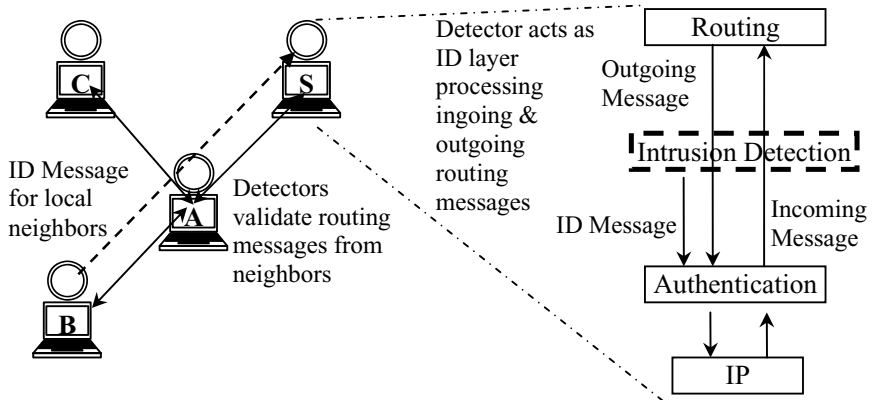 C
S
A
B
ID Message
for local
neighbors
Detectors
validate routing
messages from
neighbors
Detector acts as
ID layer
processing
ingoing &
outgoing
routing
messages
Routing
Outgoing
Message
Intrusion Detection
ID Message
Incoming
Message
Authentication
IP